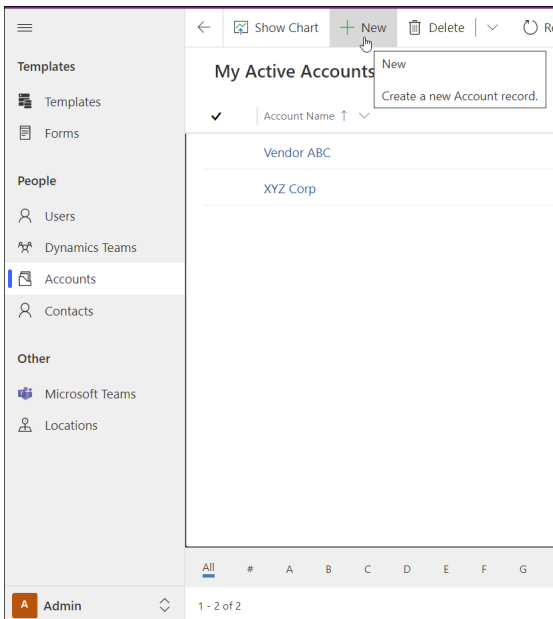 Show Chart
New
Delete
New
Create a new Account record.
My Active Accounts
Account Name
Vendor ABC
XYZ Corp
Templates
Templates
Forms
People
Users
Dynamics Teams
Accounts
Contacts
Other
Microsoft Teams
Locations
All # A B C D E F G
A Admin
1 - 2 of 2